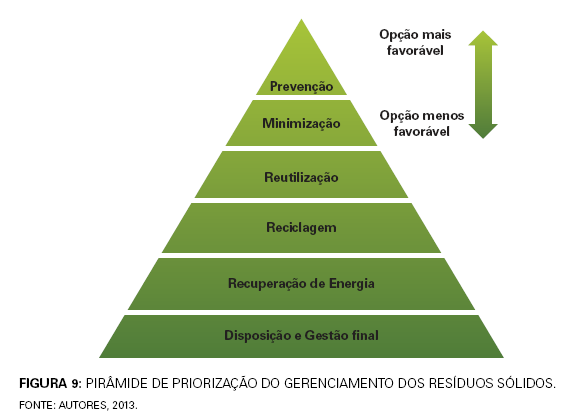 Opção mais
favorável
Prevenção
Opção menos
favorável
Minimização
Reutilização
Reciclagem
Recuperação de Energia
Disposição e Gestão final
FIGURA 9: PIRÂMIDE DE PRIORIZAÇÃO DO GERENCIAMENTO DOS RESÍDUOS SÓLIDOS.
FONTE: AUTORES, 2013.